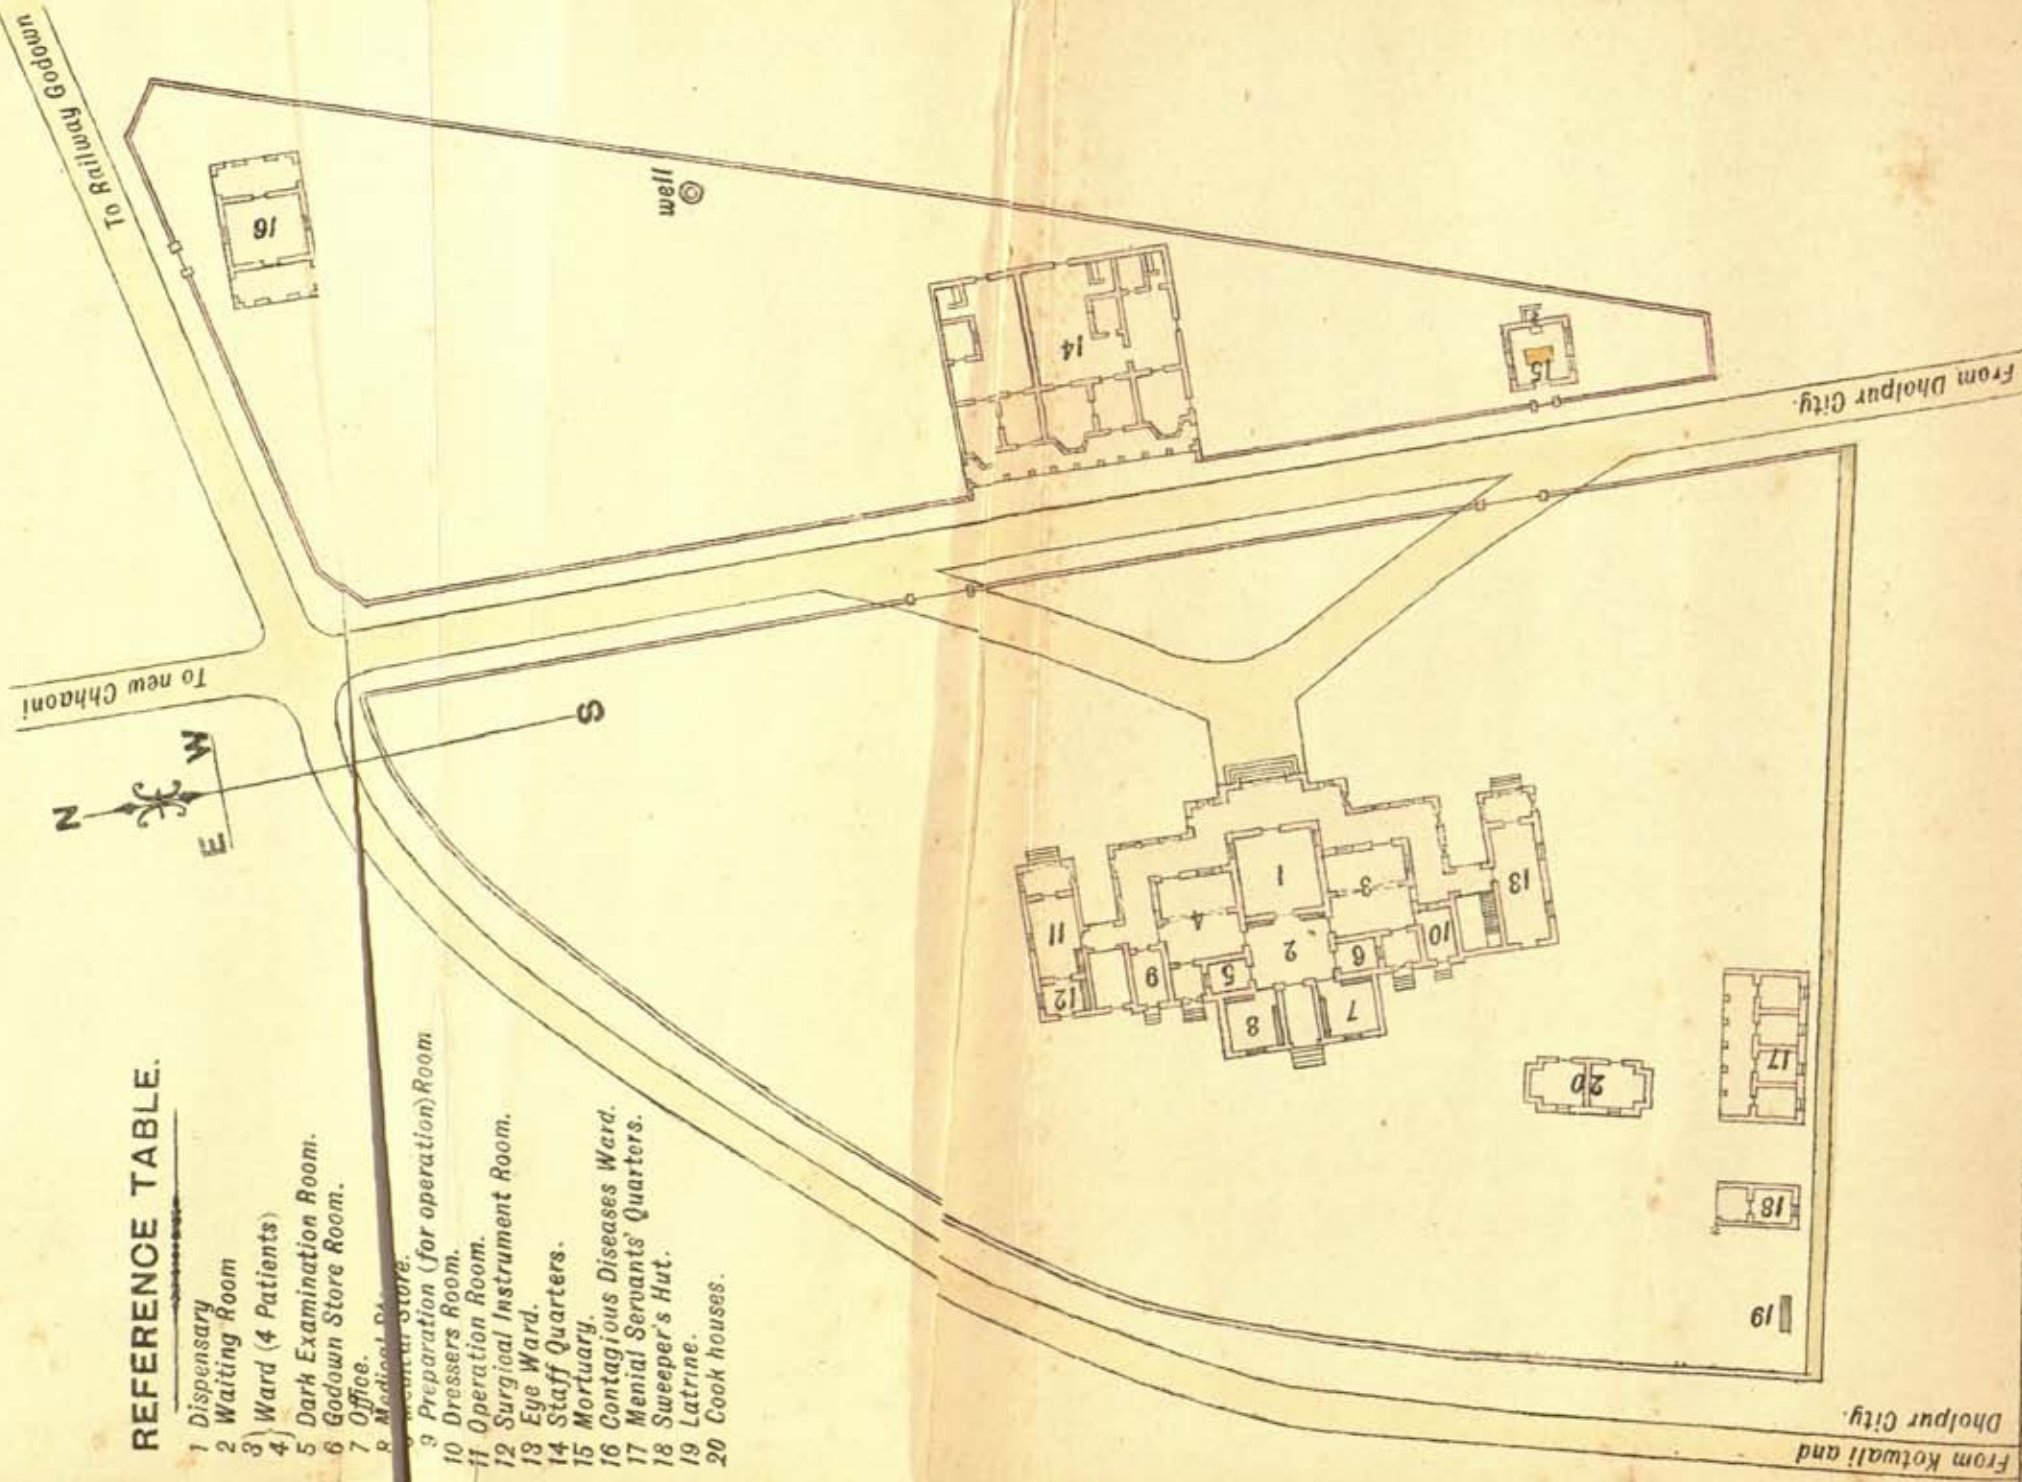 REFERENCE TABLE.
1 Dispensary
2 Waiting Room
3} Ward (4 Patients)
4}
5 Dark Examination Room.
6 Godown Store Room.
7 Office.
8 Medical
Store.
9 Preparation (for operation) Room
10 Dressers Room.
11 Operation Room.
12 Surgical Instrument Room.
13 Eye Ward.
14 Staff Quarters.
15 Mortuary.
16 Contagious Diseases Ward.
17 Menial Servants' Quarters.
18 Sweeper's Hut.
19 Latrine.
20 Cook houses.
N
E
W
S
To new Chhaoni
To Railway Godown
well
From Dholpur City.
From Kotwali and
Dholpur City.
16
14
15
11
12
4
1
3
13
9
5
2
6
10
8
7
20
17
18
19